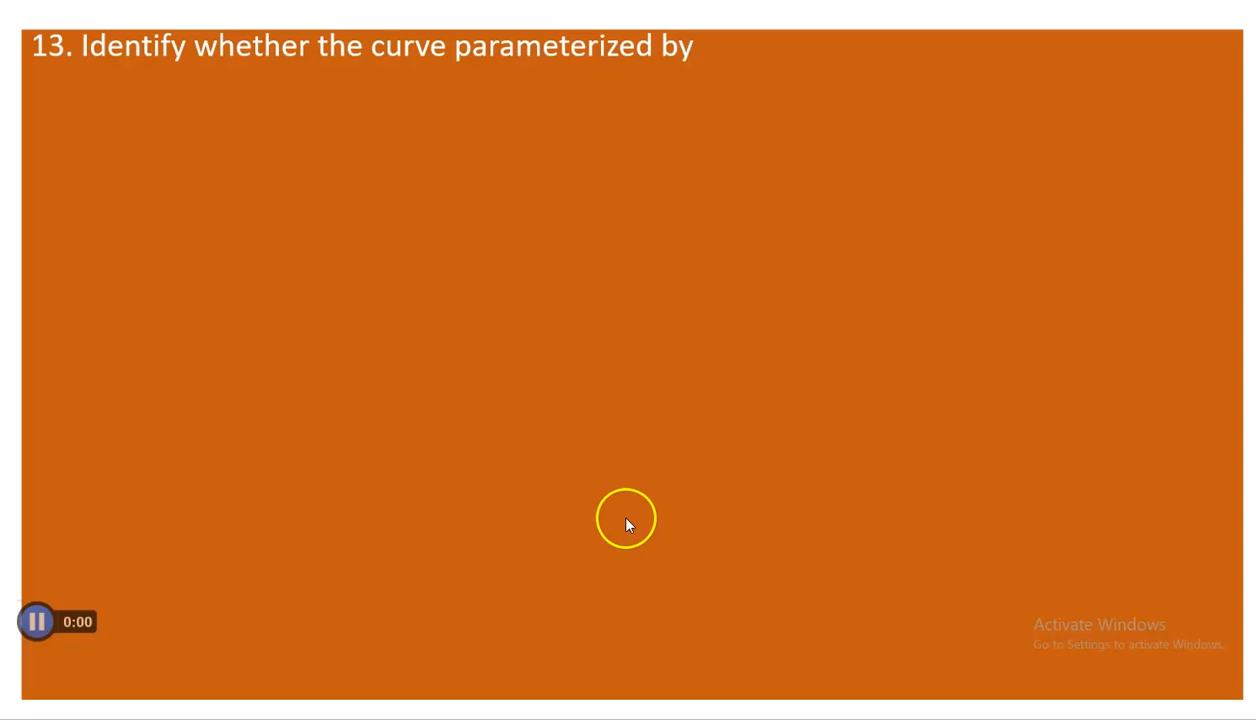 13. Identify whether the curve parameterized by
0:00
Activate Windows
Go to Settings to activate Windows.